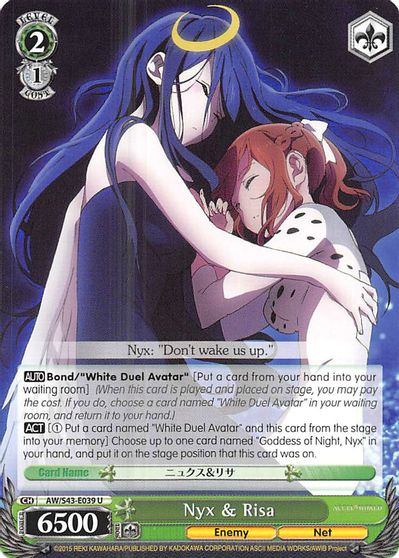 LEVEL
2
1
COST
Nyx: "Don't wake us up."
AUTO Bond/"White Duel Avatar" [Put a card from your hand into your
waiting room] (When this card is played and placed on stage, you may pay
the cost. If you do, choose a card named "White Duel Avatar" in your waiting
room, and return it to your hand.)
ACT [① Put a card named "White Duel Avatar" and this card from the stage
into your memory] Choose up to one card named "Goddess of Night, Nyx" in
your hand, and put it on the stage position that this card was on.
Card Name ニュクス&リサ
CH AW/S43-E039 U
ACCEL WORLD
POWER 6500 Nyx & Risa
Enemy Net
©2015 REKI KAWAHARA/PUBLISHED BY KADOKAWA CORPORATION ASCII MEDIA WORKS/AWIB Project